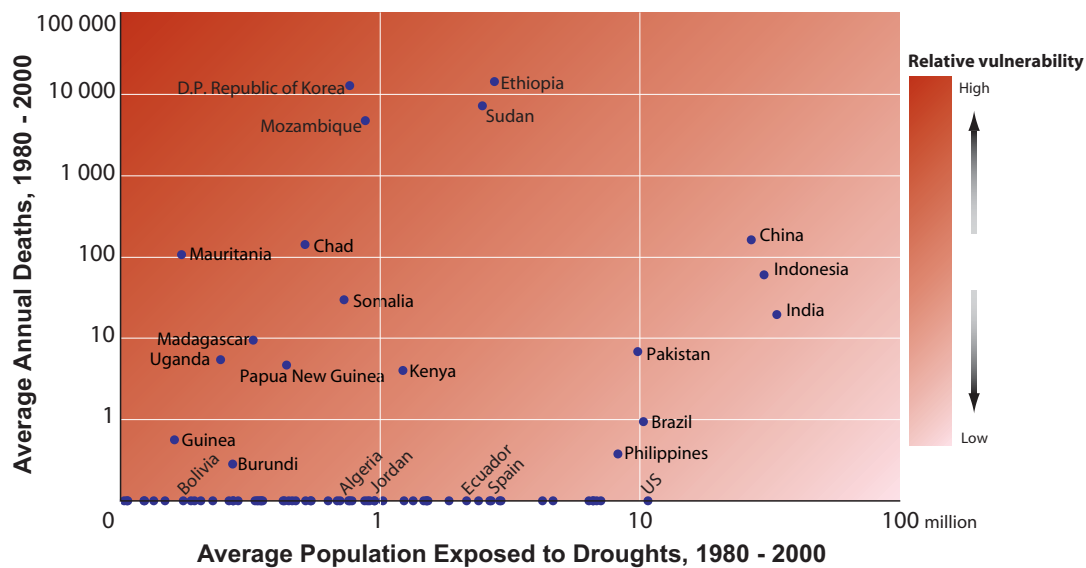 100 000
10 000
1 000
100
10
1
0
1
10
100 million
Average Annual Deaths, 1980 - 2000
Average Population Exposed to Droughts, 1980 - 2000
D.P. Republic of Korea
Ethiopia
Sudan
Mozambique
Mauritania
Chad
China
Indonesia
Somalia
India
Madagascar
Uganda
Papua New Guinea
Kenya
Pakistan
Brazil
Guinea
Burundi
Philippines
Bolivia
Algeria
Jordan
Ecuador
Spain
US
Relative vulnerability
High
Low